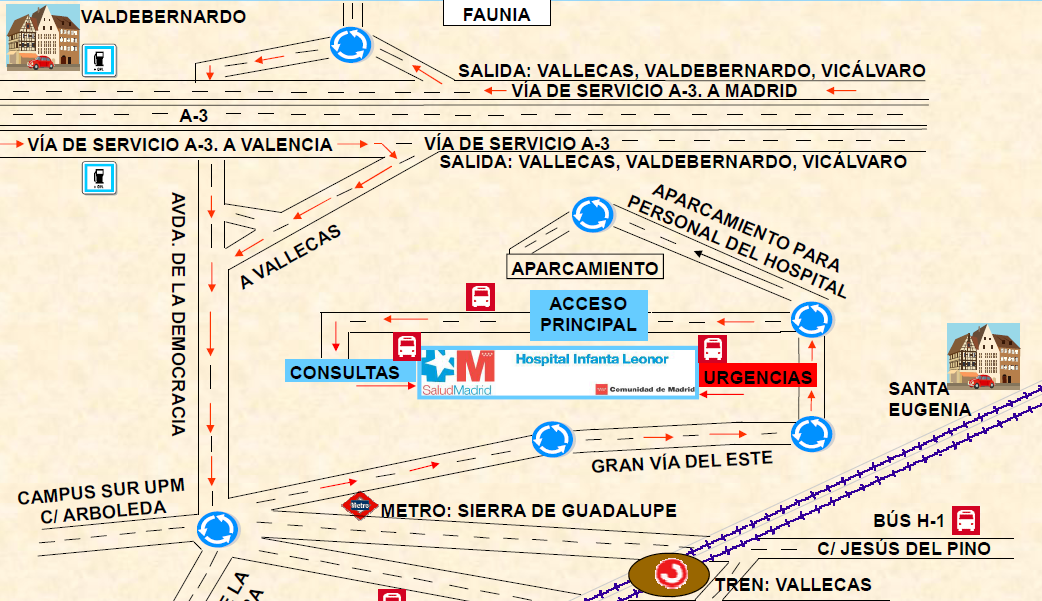 FAUNIA
VALDEBERNARDO
SALIDA: VALLECAS, VALDEBERNARDO, VICÁLVARO
VÍA DE SERVICIO A-3. A MADRID
A-3
VÍA DE SERVICIO A-3. A VALENCIA
VÍA DE SERVICIO A-3
SALIDA: VALLECAS, VALDEBERNARDO, VICÁLVARO
AVDA. DE LA DEMOCRACIA
A VALLECAS
APARCAMIENTO PARA
PERSONAL DEL HOSPITAL
APARCAMIENTO
ACCESO
PRINCIPAL
CONSULTAS
M
SaludMadrid
Hospital Infanta Leonor
Comunidad de Madrid
URGENCIAS
SANTA
EUGENIA
GRAN VÍA DEL ESTE
CAMPUS SUR UPM
C/ ARBOLEDA
Metro
METRO: SIERRA DE GUADALUPE
BÚS H-1
C/ JESÚS DEL PINO
TREN: VALLECAS
E LA